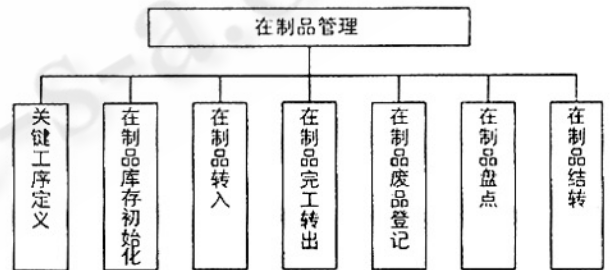 在制品管理
关键工序定义
在制品库存初始化
在制品转入
在制品完工转出
在制品废品登记
在制品盘点
在制品结转